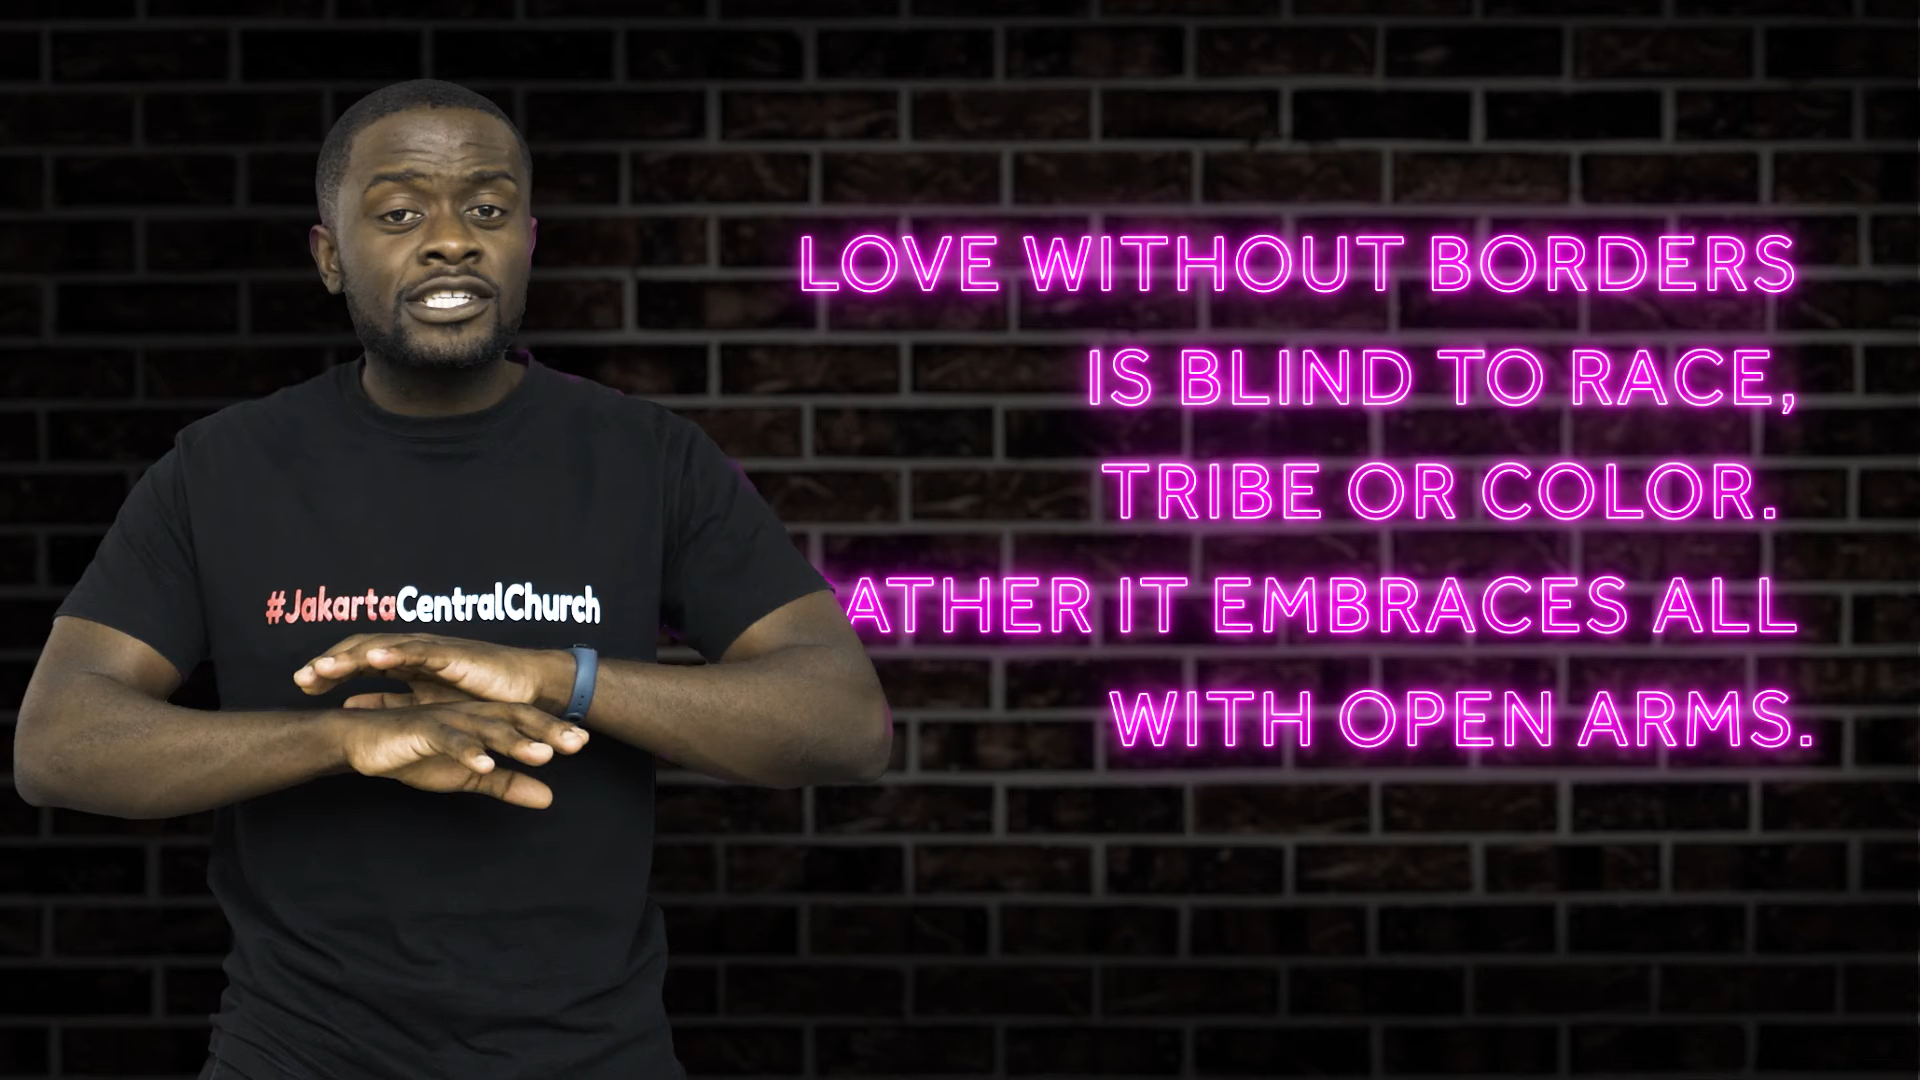 LOVE WITHOUT BORDERS
IS BLIND TO RACE,
TRIBE OR COLOR.
ATHER IT EMBRACES ALL
WITH OPEN ARMS.
#JakartaCentralChurch